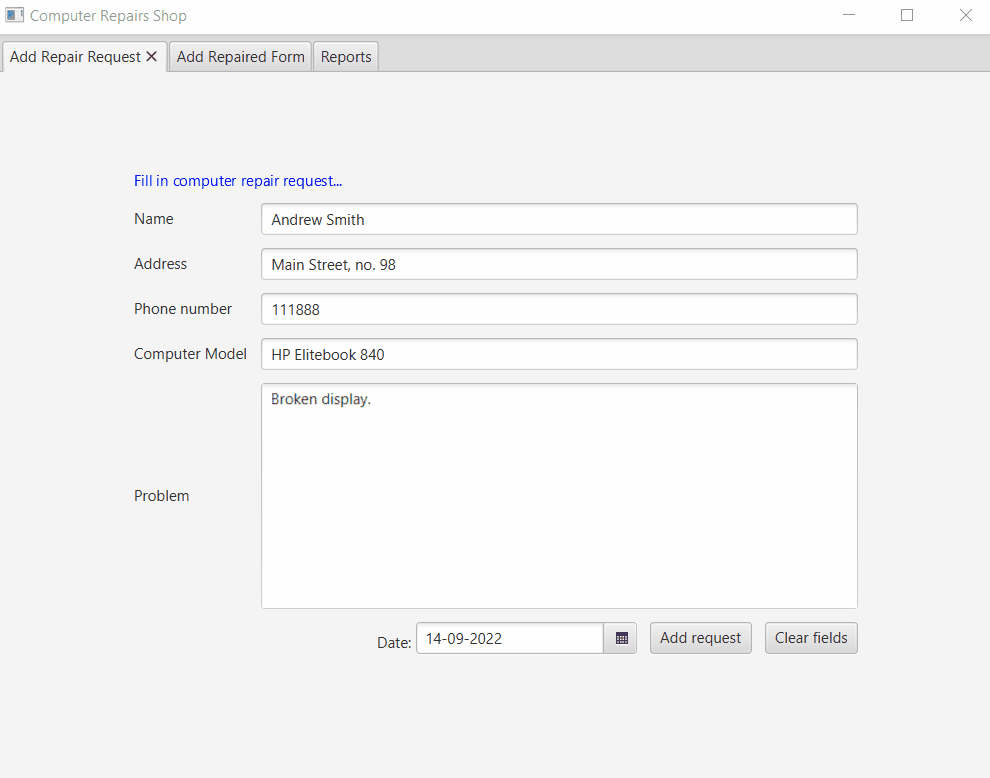 Computer Repairs Shop
Add Repair Request Add Repaired Form Reports
Fill in computer repair request...
Name Andrew Smith
Address Main Street, no. 98
Phone number 111888
Computer Model HP Elitebook 840
Broken display.
Problem
Date: 14-09-2022 Add request Clear fields